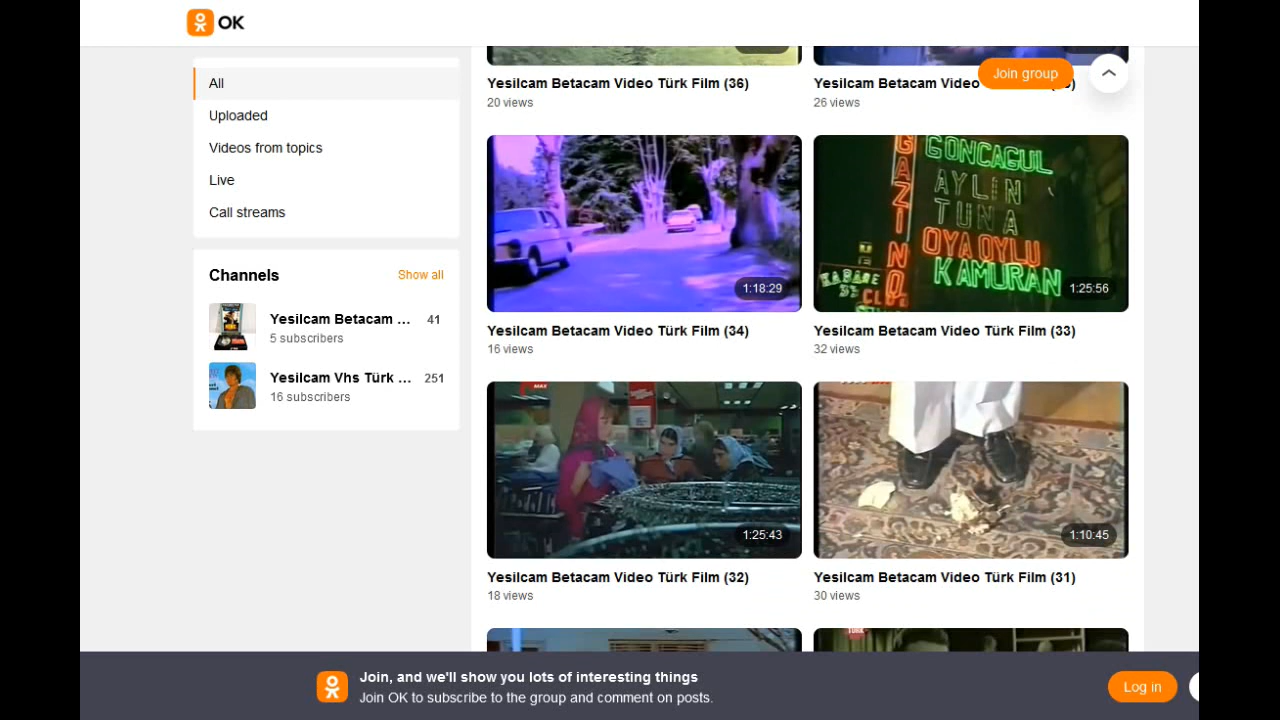 OK
All
Uploaded
Videos from topics
Live
Call streams
Channels
Show all
Yesilcam Betacam ...
41
5 subscribers
Yesilcam Vhs Türk ...
251
16 subscribers
Yesilcam Betacam Video Türk Film (36)
20 views
Yesilcam Betacam Video
26 views
Join group
1:18:29
Yesilcam Betacam Video Türk Film (34)
16 views
GAZINO
GONCAGUL
AYLIN
TUNA
OYA OYLU
KAMURAN
KABARE
33
1:25:56
Yesilcam Betacam Video Türk Film (33)
32 views
MAX
1:25:43
Yesilcam Betacam Video Türk Film (32)
18 views
1:10:45
Yesilcam Betacam Video Türk Film (31)
30 views
TURK
Join, and we'll show you lots of interesting things
Join OK to subscribe to the group and comment on posts.
Log in